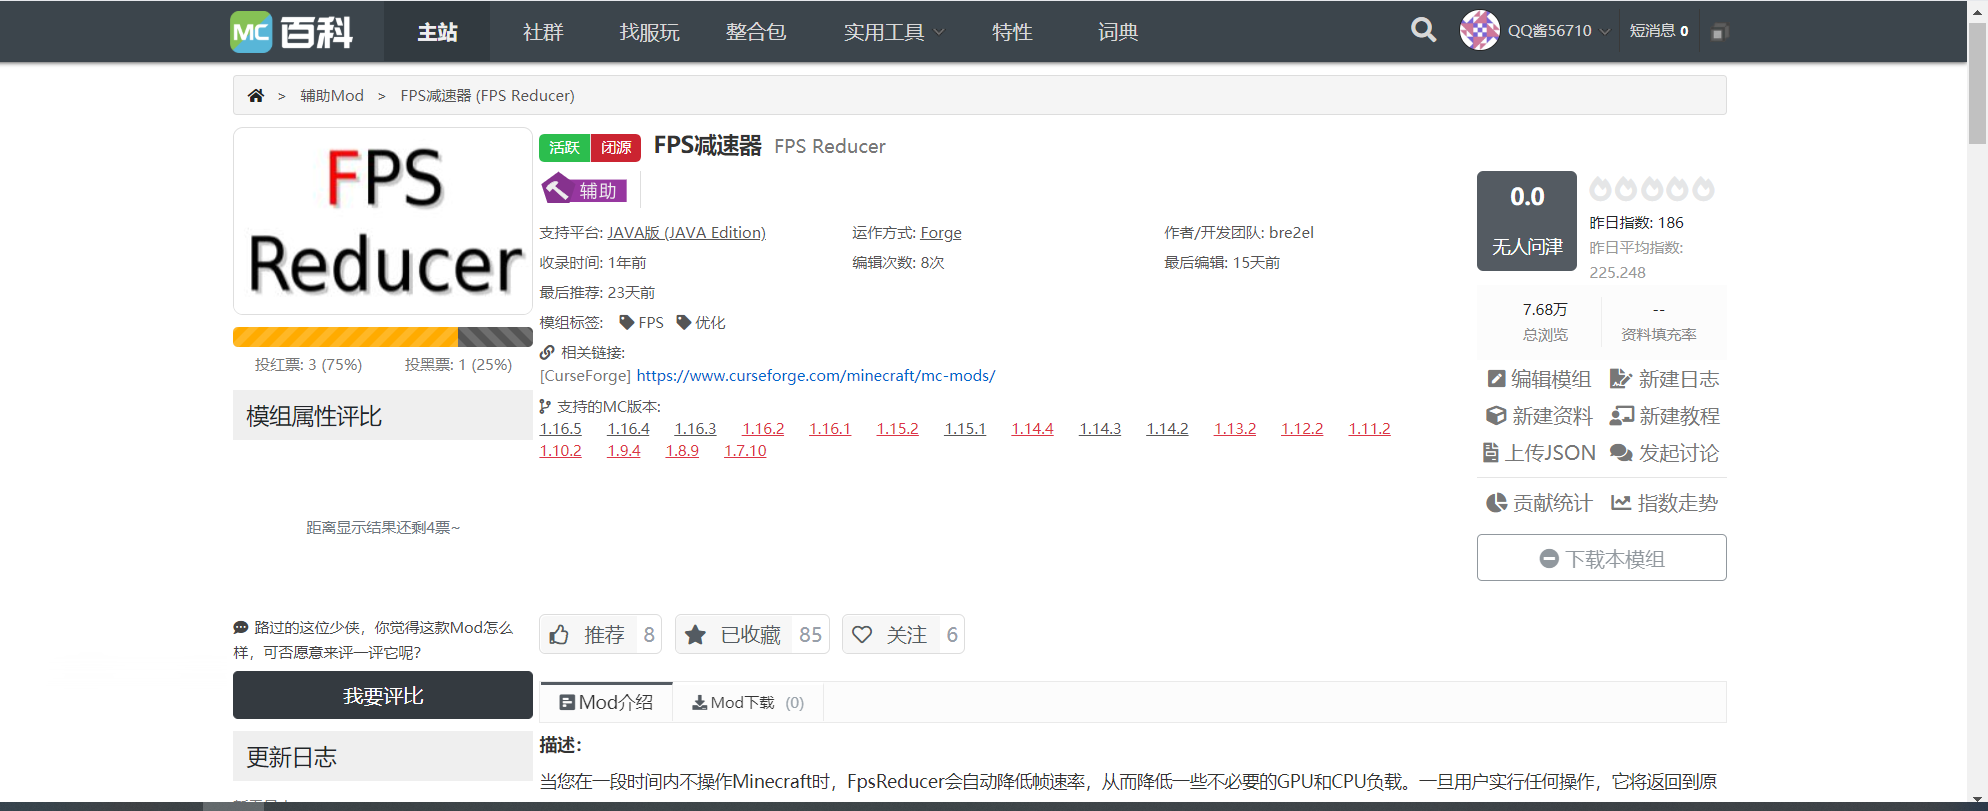 MC 百科 主站 社群 找服玩 整合包 实用工具 特性 词典 QQ酱56710 短消息 0
> 辅助Mod > FPS减速器 (FPS Reducer)
FPS
Reducer
活跃 闭源 FPS减速器 FPS Reducer
辅助
支持平台: JAVA版 (JAVA Edition) 运作方式: Forge 作者/开发团队: bre2el
收录时间: 1年前 编辑次数: 8次 最后编辑: 15天前
最后推荐: 23天前
模组标签: FPS 优化
相关链接:
[CurseForge] https://www.curseforge.com/minecraft/mc-mods/
支持的MC版本:
1.16.5 1.16.4 1.16.3 1.16.2 1.16.1 1.15.2 1.15.1 1.14.4 1.14.3 1.14.2 1.13.2 1.12.2 1.11.2
1.10.2 1.9.4 1.8.9 1.7.10
0.0
无人问津
昨日指数: 186
昨日平均指数:
225.248
7.68万 --
总浏览 资料填充率
编辑模组 新建日志
新建资料 新建教程
上传JSON 发起讨论
贡献统计 指数走势
下载本模组
投红票: 3 (75%) 投黑票: 1 (25%)
模组属性评比
距离显示结果还剩4票~
路过的这位少侠，你觉得这款Mod怎么
样，可否愿意来评一评它呢?
我要评比
更新日志
推荐 8 已收藏 85 关注 6
Mod介绍 Mod下载 (0)
描述：
当您在一段时间内不操作Minecraft时，FpsReducer会自动降低帧速率，从而降低一些不必要的GPU和CPU负载。一旦用户实行任何操作，它将返回到原